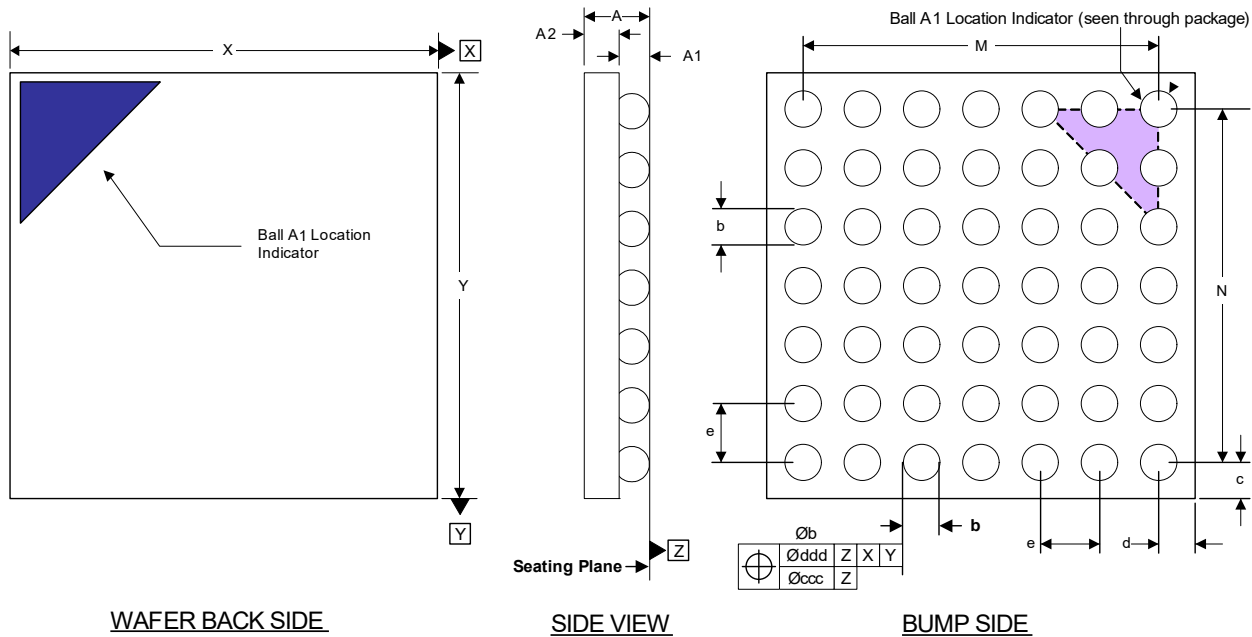 X
X
Y
Y
Ball A1 Location
Indicator
WAFER BACK SIDE
A
A2
A1
Seating Plane
Z
SIDE VIEW
Ball A1 Location Indicator (seen through package)
M
b
N
e
c
b
e
d
Øb
Øddd Z X Y
Øccc Z
BUMP SIDE